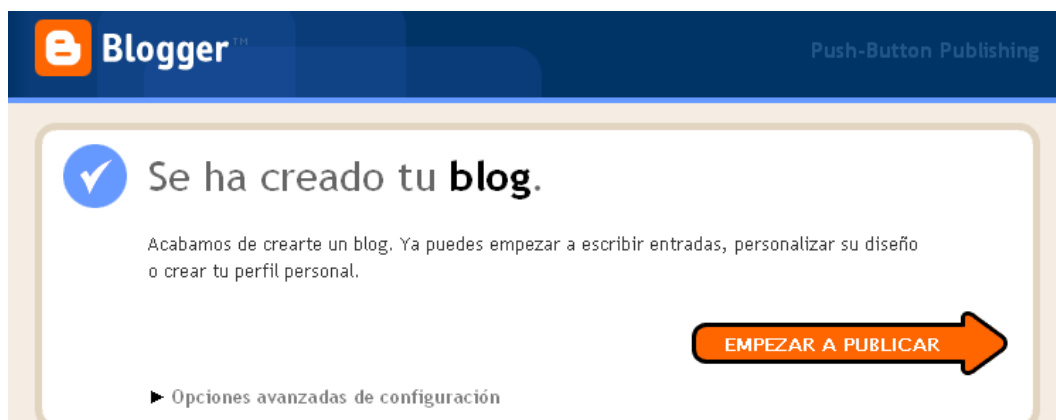 Blogger™
Push-Button Publishing
Se ha creado tu blog.
Acabamos de crearte un blog. Ya puedes empezar a escribir entradas, personalizar su diseño
o crear tu perfil personal.
EMPEZAR A PUBLICAR
► Opciones avanzadas de configuración